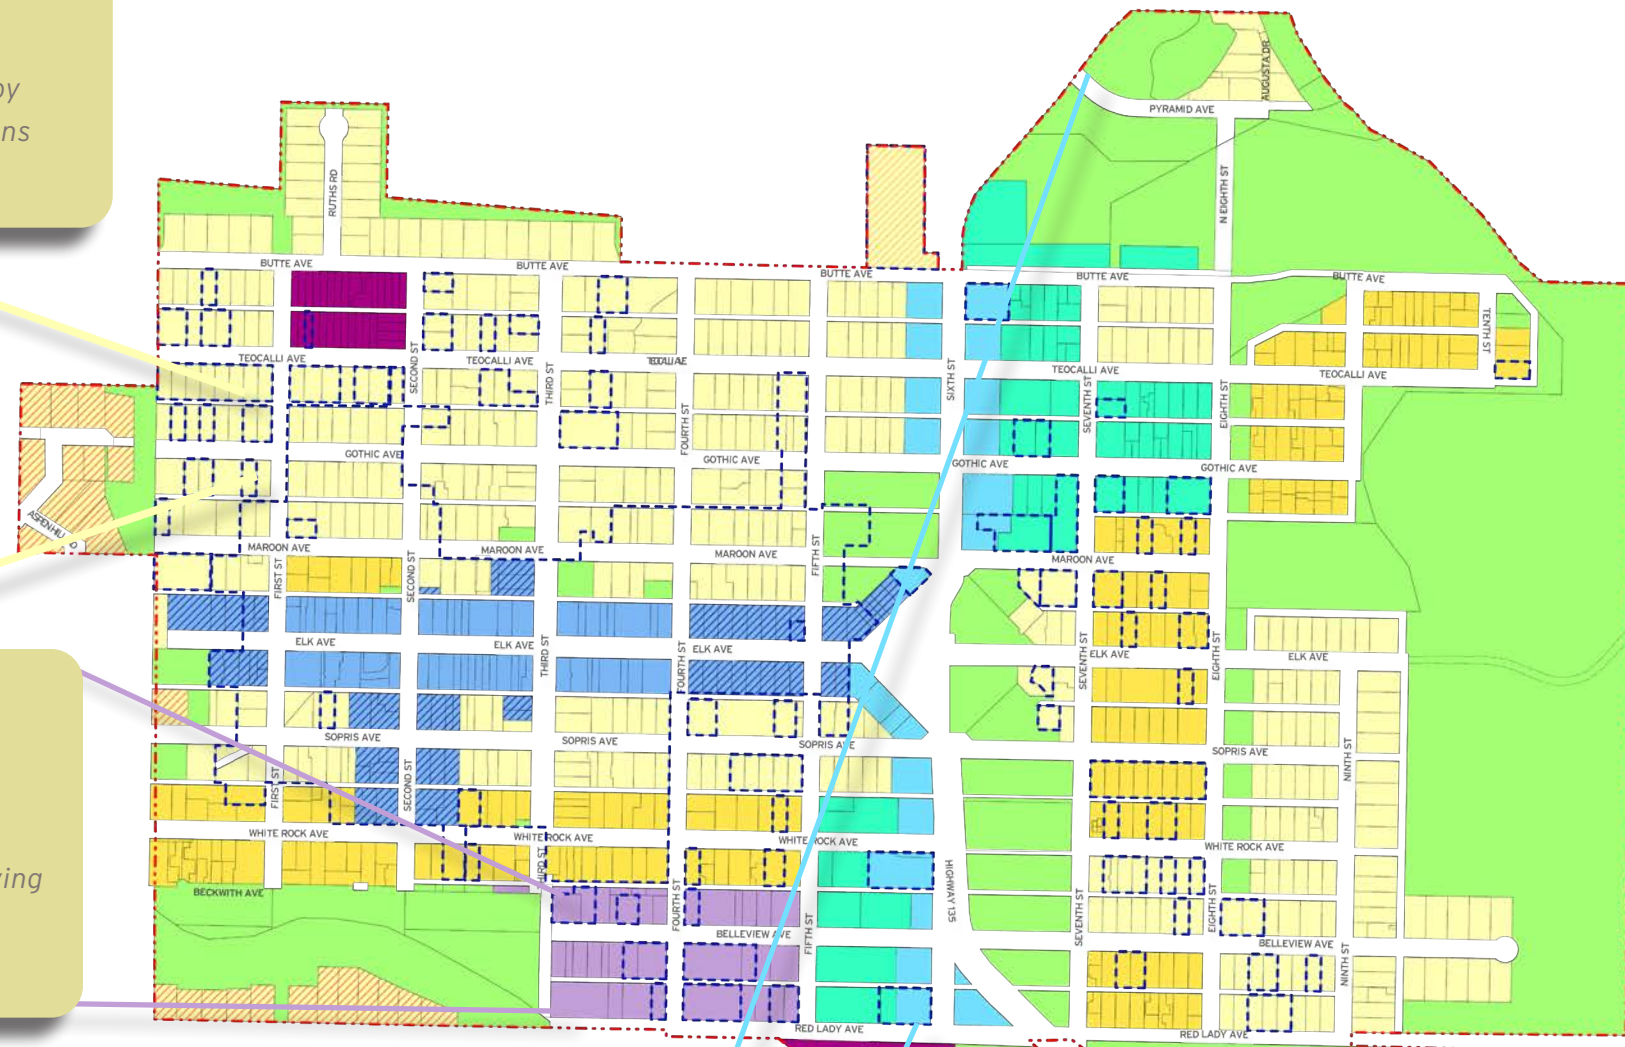 by
ns
AUGUSTA DR
PYRAMID AVE
RUTHS RD
N EIGHTH ST
BUTTE AVE
BUTTE AVE
BUTTE AVE
BUTTE AVE
BUTTE AVE
TENTH ST
TEOCALLI AVE
SECOND ST
TEOCALLI AVE
THIRD ST
SIXTH ST
TEOCALLI AVE
SEVENTH ST
EIGHTH ST
TEOCALLI AVE
FOURTH ST
GOTHIC AVE
GOTHIC AVE
GOTHIC AVE
GOTHIC AVE
MAROON AVE
MAROON AVE
MAROON AVE
FIFTH ST
MAROON AVE
FIRST ST
SECOND ST
ELK AVE
ELK AVE
THIRD ST
FOURTH ST
ELK AVE
SEVENTH ST
ELK AVE
EIGHTH ST
ELK AVE
SOPRIS AVE
SOPRIS AVE
SOPRIS AVE
SOPRIS AVE
NINTH ST
FIRST ST
SECOND ST
WHITE ROCK AVE
WHITE ROCK AVE
WHITE ROCK AVE
WHITE ROCK AVE
ving
BECKWITH AVE
THIRD ST
FOURTH ST
FIFTH ST
HIGHWAY 135
SEVENTH ST
EIGHTH ST
BELLEVIEW AVE
BELLEVIEW AVE
NINTH ST
RED LADY AVE
RED LADY AVE